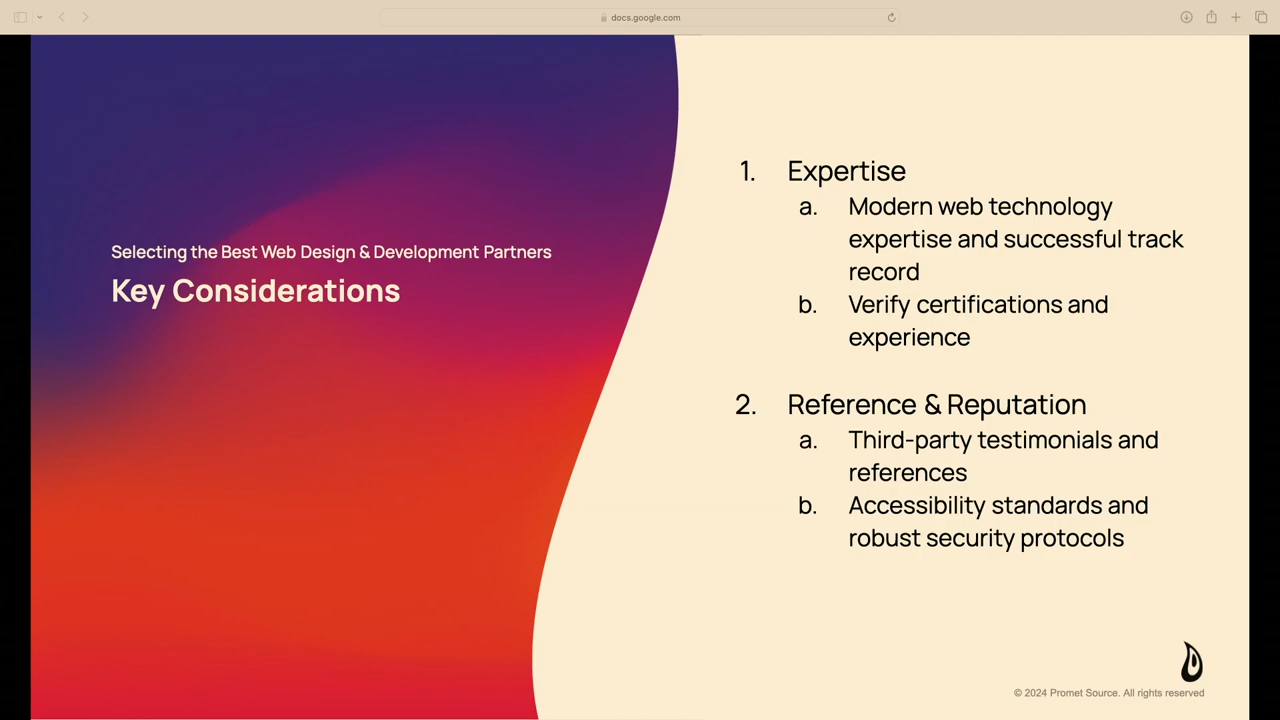 docs.google.com
Selecting the Best Web Design & Development Partners
Key Considerations
1. Expertise
a. Modern web technology
expertise and successful track
record
b. Verify certifications and
experience
2. Reference & Reputation
a. Third-party testimonials and
references
b. Accessibility standards and
robust security protocols
© 2024 Promet Source. All rights reserved